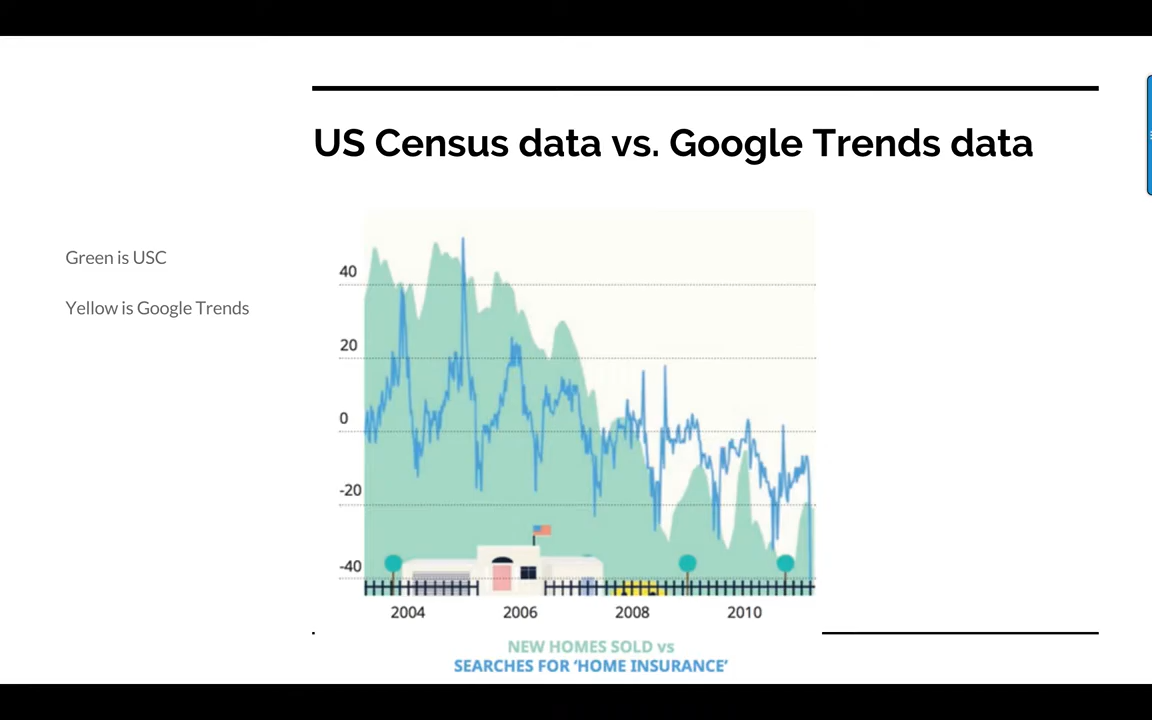 US Census data vs. Google Trends data
Green is USC
Yellow is Google Trends
40
20
0
-20
-40
2004 2006 2008 2010
NEW HOMES SOLD vs
SEARCHES FOR ‘HOME INSURANCE’